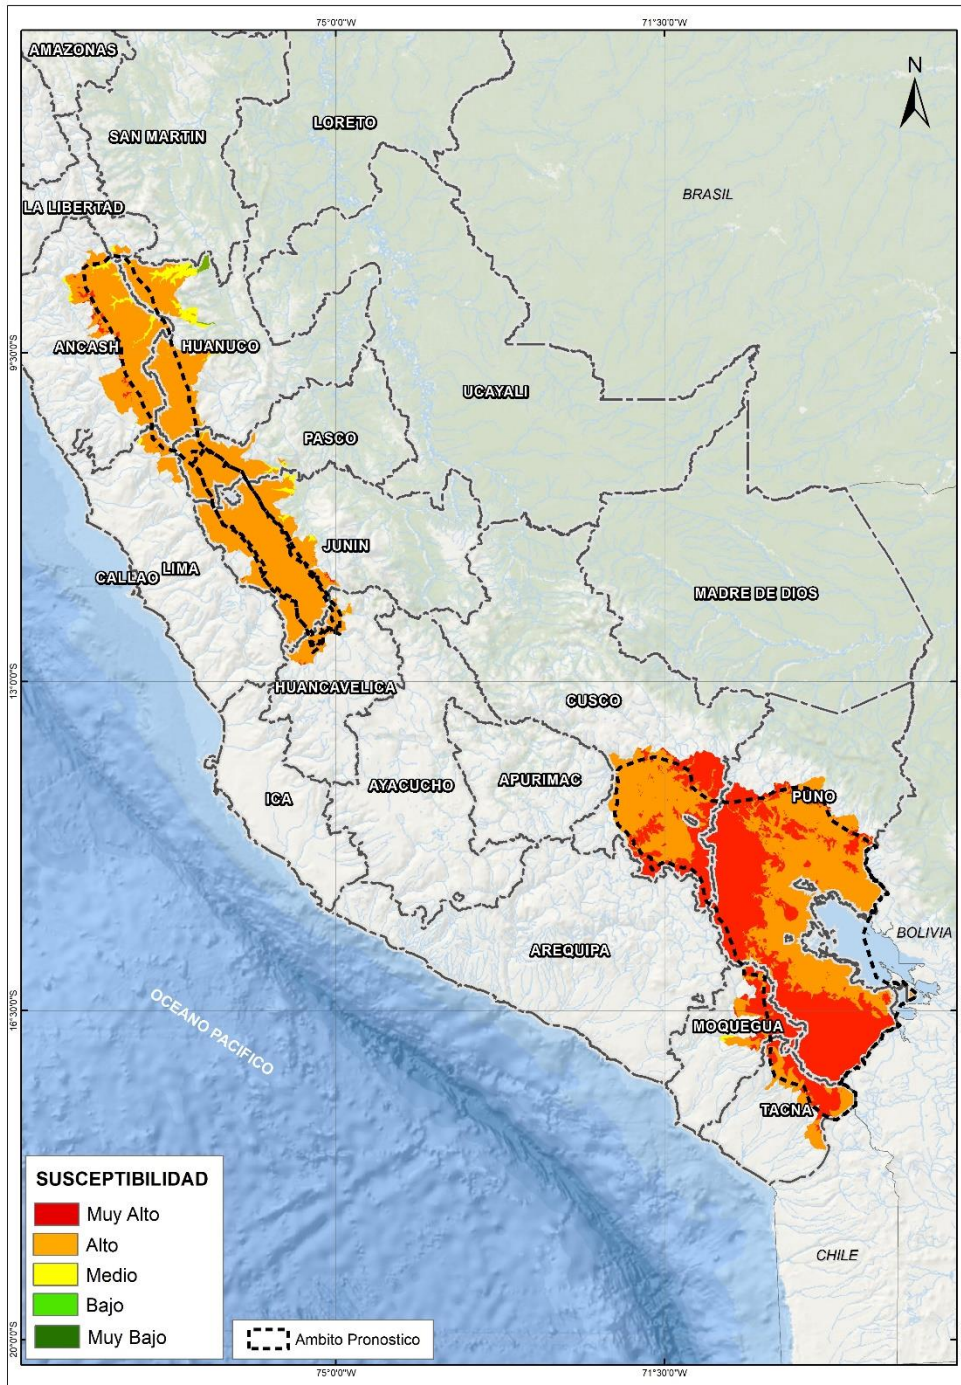 75°0'0"W
71°30'0"W
AMAZONAS
N
SAN MARTIN
LORETO
BRASIL
LA LIBERTAD
ANCASH
HUANUCO
9°30'0"S
UCAYALI
PASCO
JUNIN
CALLAO
LIMA
MADRE DE DIOS
13°0'0"S
HUANCAVELICA
CUSCO
ICA
AYACUCHO
APURIMAC
PUNO
BOLIVIA
AREQUIPA
16°30'0"S
OCEANO PACIFICO
MOQUEGUA
TACNA
SUSCEPTIBILIDAD
Muy Alto
Alto
Medio
Bajo
Muy Bajo
CHILE
Ambito Pronostico
20°0'0"S
75°0'0"W
71°30'0"W